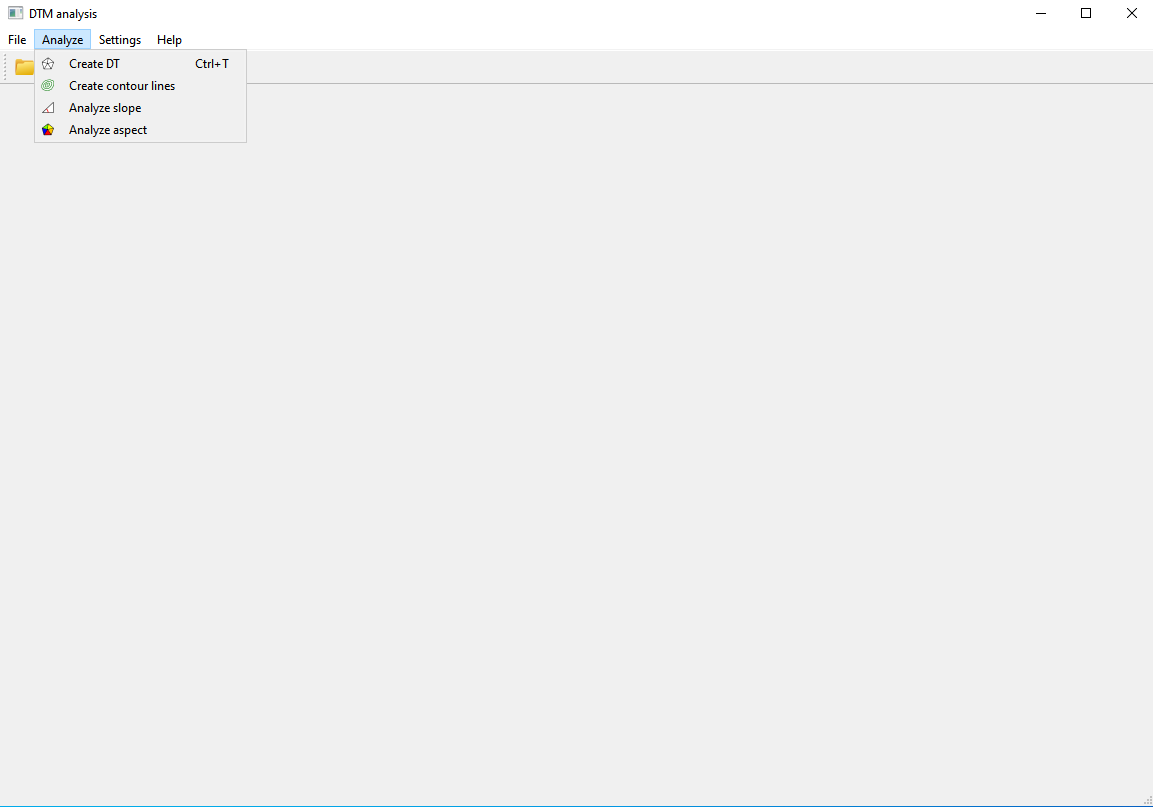 DTM analysis
File Analyze Settings Help
Create DT Ctrl+T
Create contour lines
Analyze slope
Analyze aspect